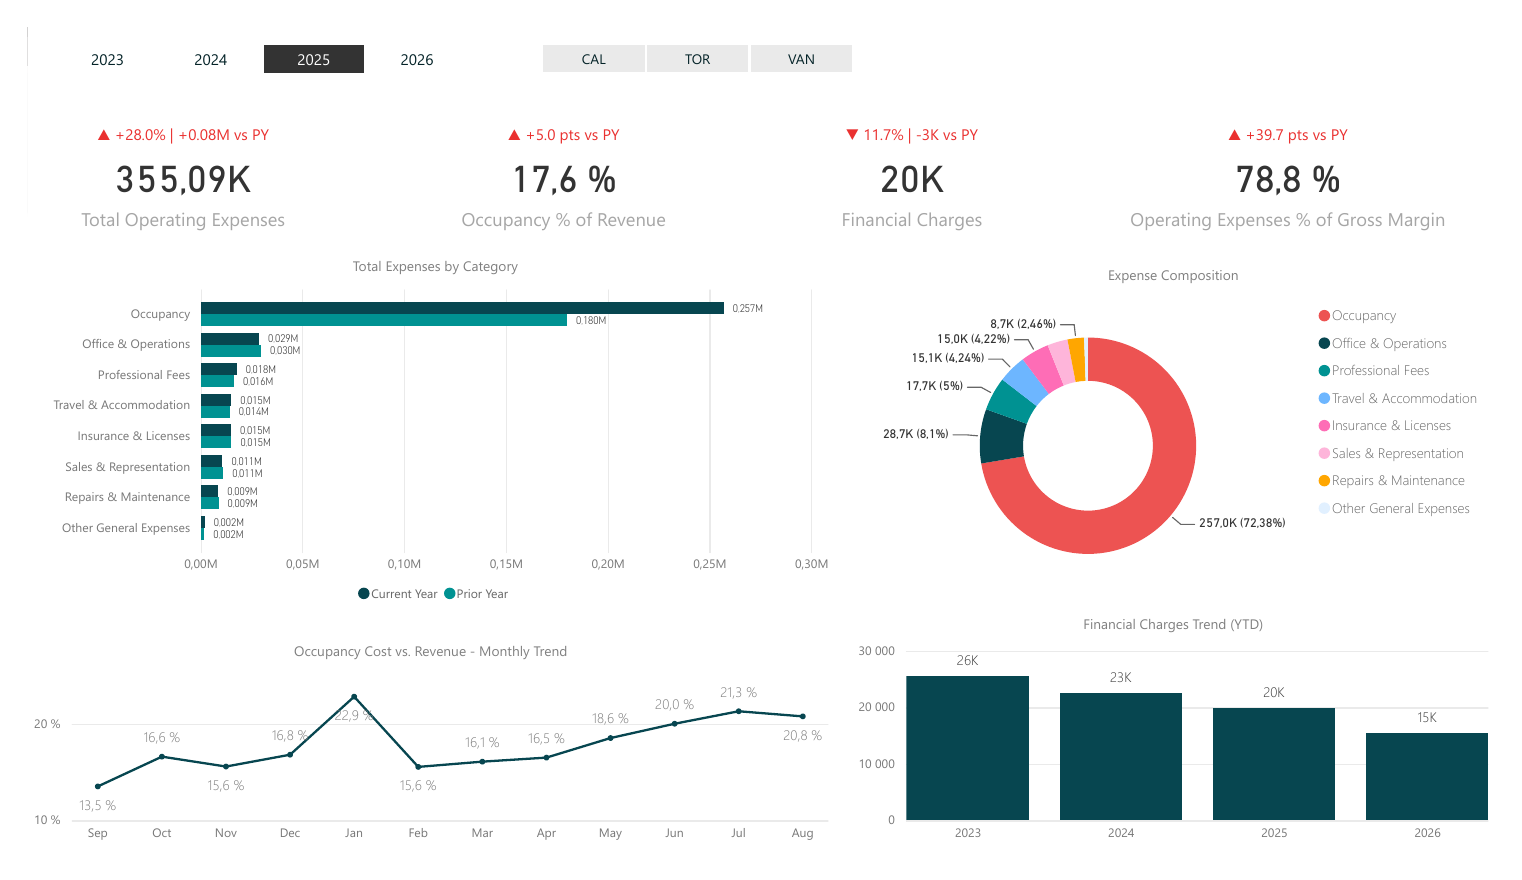 2023 2024 2025 2026 CAL TOR VAN
▲ +28.0% | +0.08M vs PY
355,09K
Total Operating Expenses
▲ +5.0 pts vs PY
17,6 %
Occupancy % of Revenue
▼ 11.7% | -3K vs PY
20K
Financial Charges
▲ +39.7 pts vs PY
78,8 %
Operating Expenses % of Gross Margin
Total Expenses by Category
Occupancy 0.257M
0.180M
Office & Operations 0.029M
0.030M
Professional Fees 0.018M
0.016M
Travel & Accommodation 0.015M
0.014M
Insurance & Licenses 0.015M
0.015M
Sales & Representation 0.011M
0.011M
Repairs & Maintenance 0.009M
0.009M
Other General Expenses 0.002M
0.002M
0,00M 0,05M 0,10M 0,15M 0,20M 0,25M 0,30M
Current Year Prior Year
Expense Composition
8,7K (2,46%)
15,0K (4,22%)
15,1K (4,24%)
17,7K (5%)
28,7K (8,1%)
257,0K (72,38%)
Occupancy
Office & Operations
Professional Fees
Travel & Accommodation
Insurance & Licenses
Sales & Representation
Repairs & Maintenance
Other General Expenses
Occupancy Cost vs. Revenue - Monthly Trend
20 %
10 %
13,5 %
16,6 %
15,6 %
16,8 %
22,9 %
15,6 %
16,1 %
16,5 %
18,6 %
20,0 %
21,3 %
20,8 %
Sep Oct Nov Dec Jan Feb Mar Apr May Jun Jul Aug
Financial Charges Trend (YTD)
30 000
20 000
10 000
0
26K
23K
20K
15K
2023 2024 2025 2026